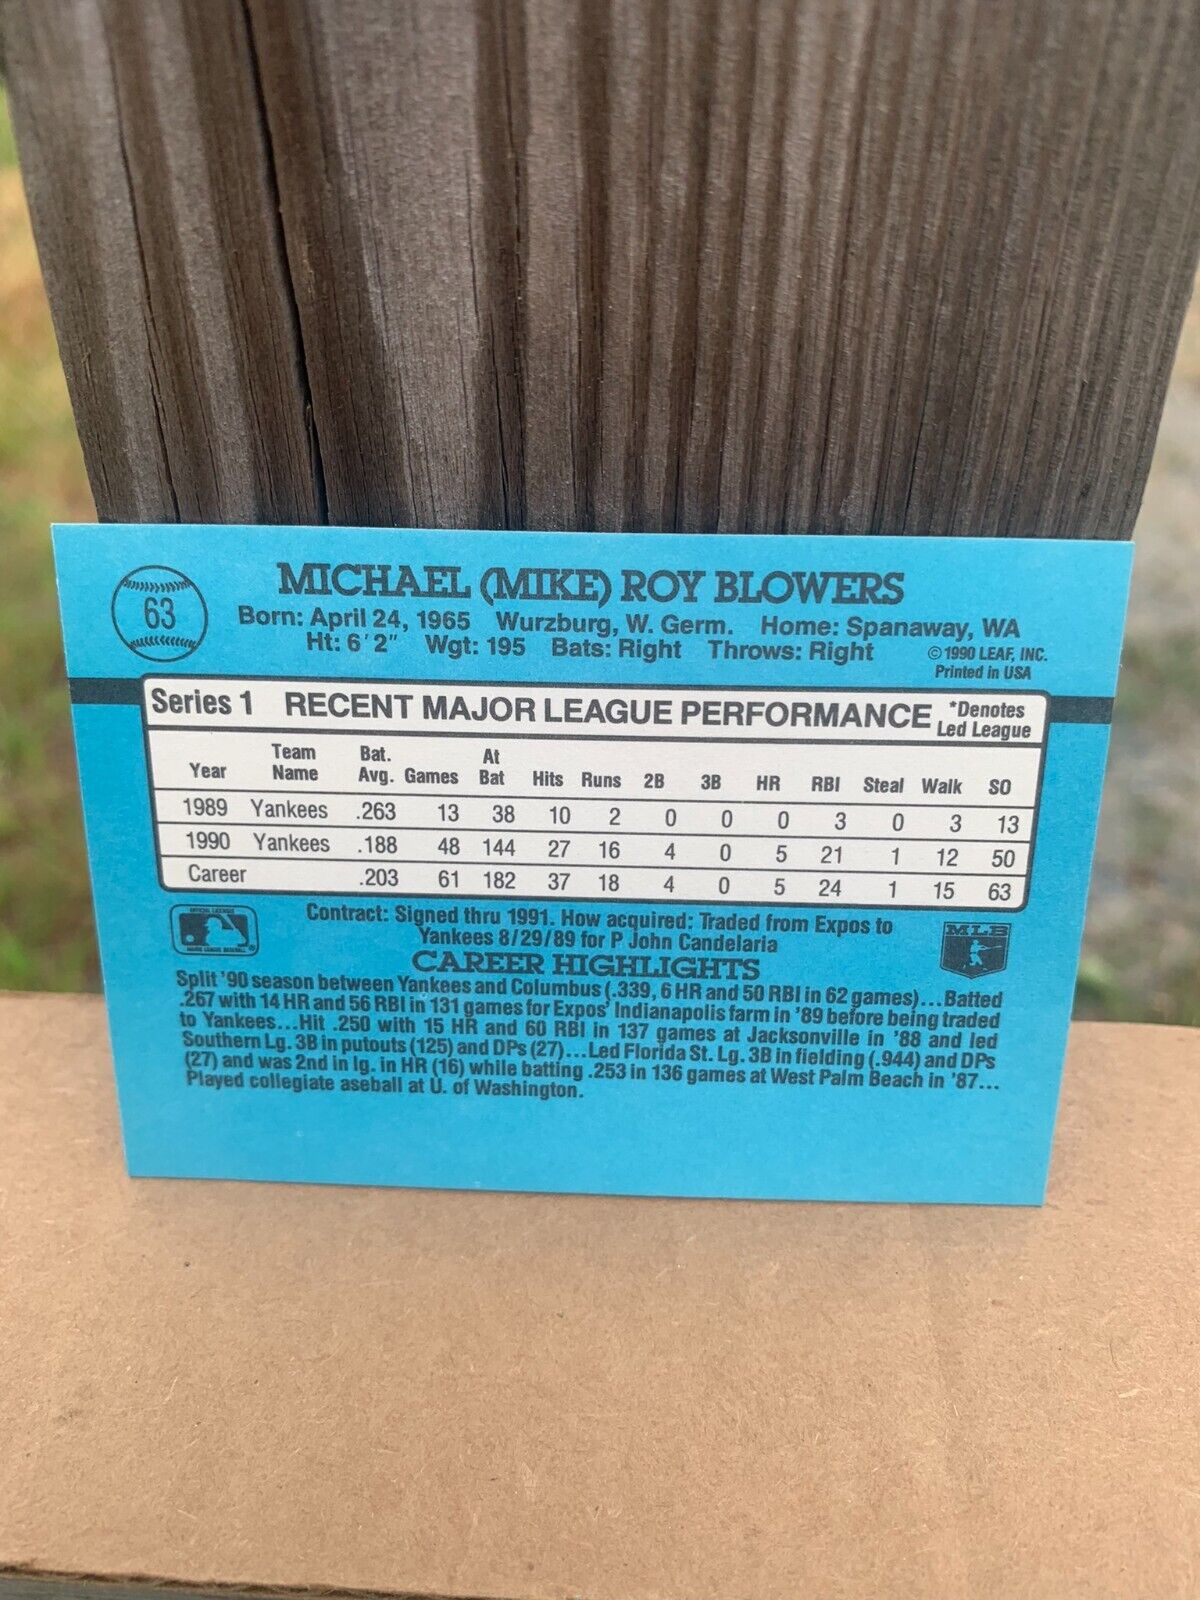 63
MICHAEL (MIKE) ROY BLOWERS
Born: April 24, 1965 Wurzburg, W. Germ. Home: Spanaway, WA
Ht: 6' 2" Wgt: 195 Bats: Right Throws: Right
© 1990 LEAF, INC.
Printed in USA
Series 1 RECENT MAJOR LEAGUE PERFORMANCE *Denotes
Led League
Year Team Name Bat. Avg. Games At Bat Hits Runs 2B 3B HR RBI Steal Walk SO
1989 Yankees .263 13 38 10 2 0 0 0 3 0 3 13
1990 Yankees .188 48 144 27 16 4 0 5 21 1 12 50
Career .203 61 182 37 18 4 0 5 24 1 15 63
Contract: Signed thru 1991. How acquired: Traded from Expos to
Yankees 8/29/89 for P John Candelaria
MLB
CAREER HIGHLIGHTS
Split '90 season between Yankees and Columbus (.339, 6 HR and 50 RBI in 62 games)...Batted
.267 with 14 HR and 56 RBI in 131 games for Expos' Indianapolis farm in '89 before being traded
to Yankees...Hit .250 with 15 HR and 60 RBI in 137 games at Jacksonville in '88 and led
Southern Lg. 3B in putouts (125) and DPs (27)...Led Florida St. Lg. 3B in fielding (.944) and DPs
(27) and was 2nd in lg. in HR (16) while batting .253 in 136 games at West Palm Beach in '87...
Played collegiate aseball at U. of Washington.